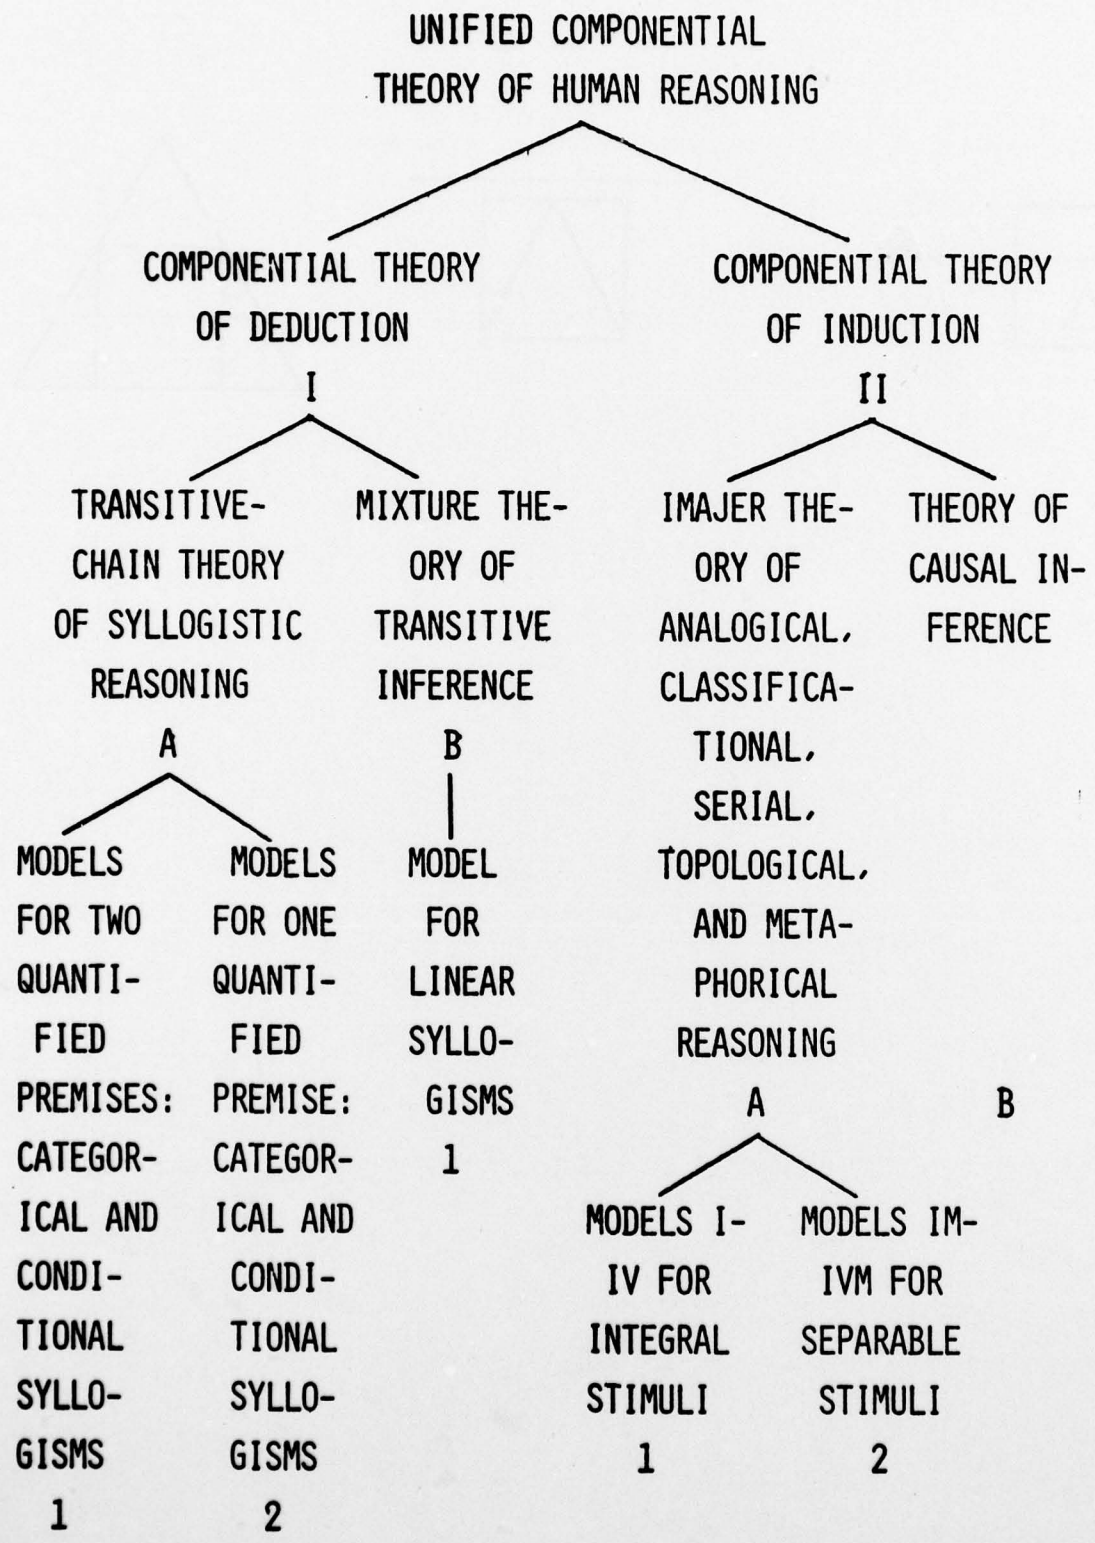 UNIFIED COMPONENTIAL
THEORY OF HUMAN REASONING
COMPONENTIAL THEORY
OF DEDUCTION
I
COMPONENTIAL THEORY
OF INDUCTION
II
TRANSITIVE-
CHAIN THEORY
OF SYLLOGISTIC
REASONING
A
MIXTURE THE-
ORY OF
TRANSITIVE
INFERENCE
B
IMAJER THE-
ORY OF
ANALOGICAL,
CLASSIFICA-
TIONAL,
SERIAL,
TOPOLOGICAL,
AND META-
PHORICAL
REASONING
A
THEORY OF
CAUSAL IN-
FERENCE
B
MODELS
FOR TWO
QUANTI-
FIED
PREMISES:
CATEGOR-
ICAL AND
CONDI-
TIONAL
SYLLO-
GISMS
1
MODELS
FOR ONE
QUANTI-
FIED
PREMISE:
CATEGOR-
ICAL AND
CONDI-
TIONAL
SYLLO-
GISMS
2
MODEL
FOR
LINEAR
SYLLO-
GISMS
1
MODELS I-
IV FOR
INTEGRAL
STIMULI
1
MODELS IM-
IVM FOR
SEPARABLE
STIMULI
2